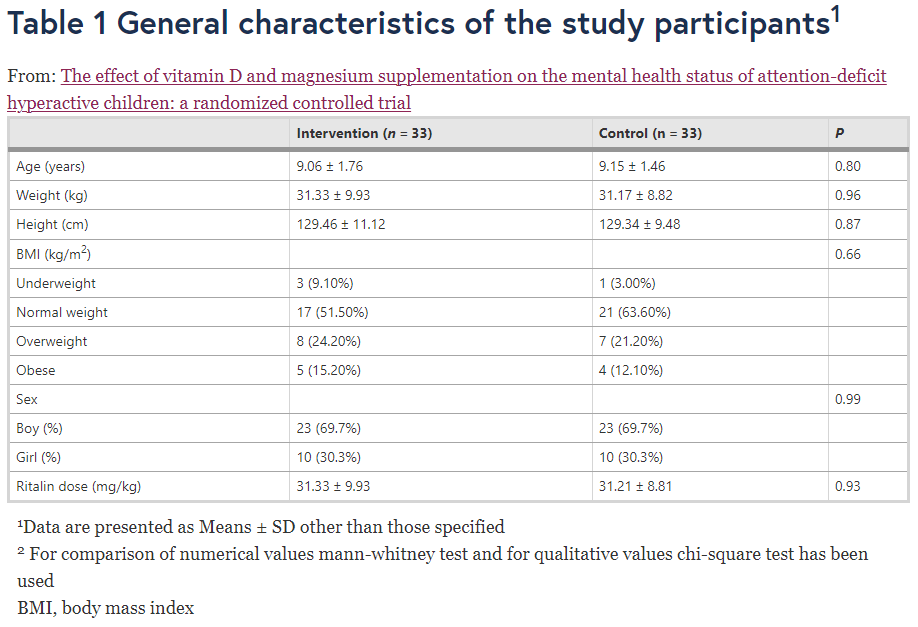 Table 1 General characteristics of the study participants¹
From: The effect of vitamin D and magnesium supplementation on the mental health status of attention-deficit
hyperactive children: a randomized controlled trial
Intervention (n = 33) Control (n = 33) P
Age (years) 9.06 ± 1.76 9.15 ± 1.46 0.80
Weight (kg) 31.33 ± 9.93 31.17 ± 8.82 0.96
Height (cm) 129.46 ± 11.12 129.34 ± 9.48 0.87
BMI (kg/m²) 0.66
Underweight 3 (9.10%) 1 (3.00%)
Normal weight 17 (51.50%) 21 (63.60%)
Overweight 8 (24.20%) 7 (21.20%)
Obese 5 (15.20%) 4 (12.10%)
Sex 0.99
Boy (%) 23 (69.7%) 23 (69.7%)
Girl (%) 10 (30.3%) 10 (30.3%)
Ritalin dose (mg/kg) 31.33 ± 9.93 31.21 ± 8.81 0.93
¹Data are presented as Means ± SD other than those specified
² For comparison of numerical values mann-whitney test and for qualitative values chi-square test has been
used
BMI, body mass index